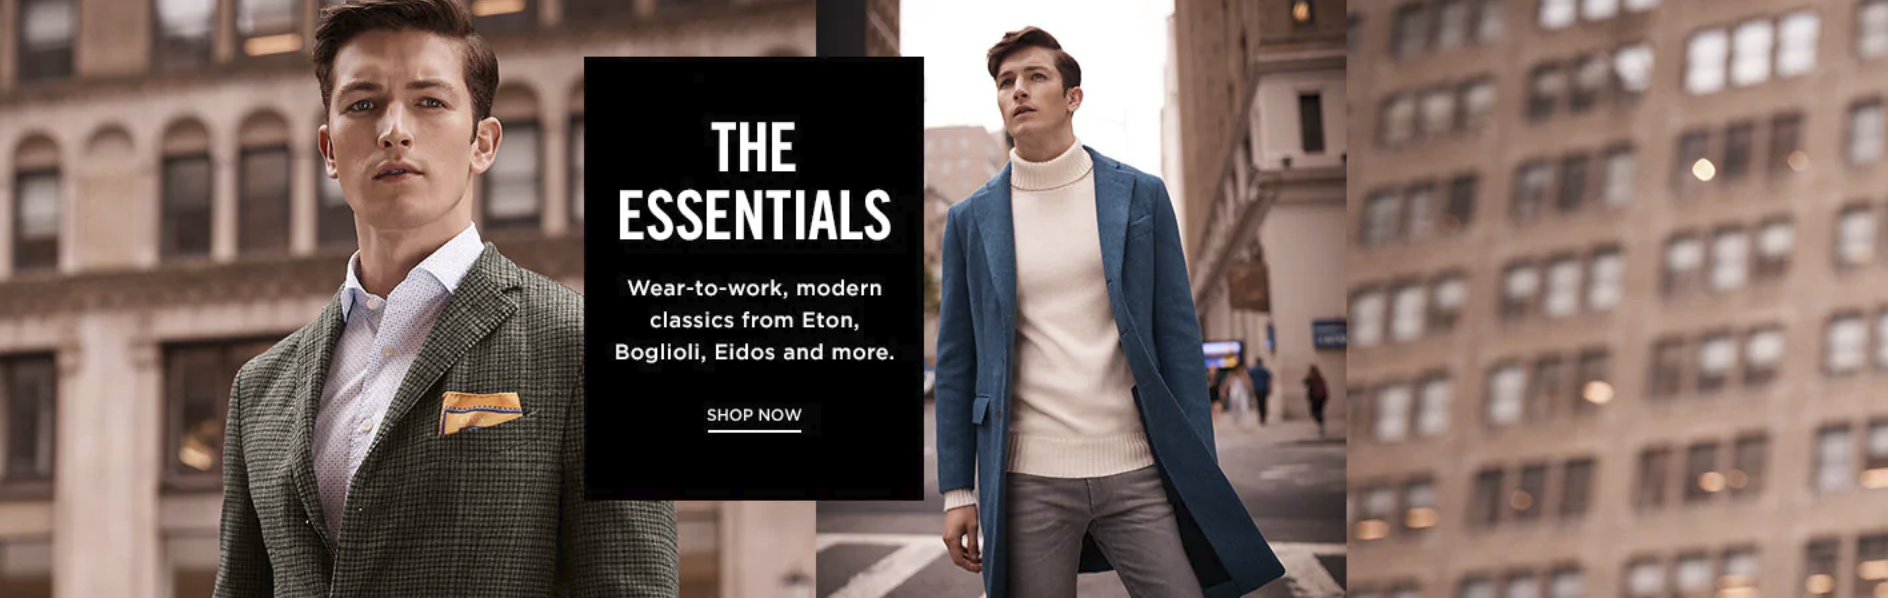 THE
ESSENTIALS
Wear-to-work, modern
classics from Eton,
Boglioli, Eidos and more.
SHOP NOW